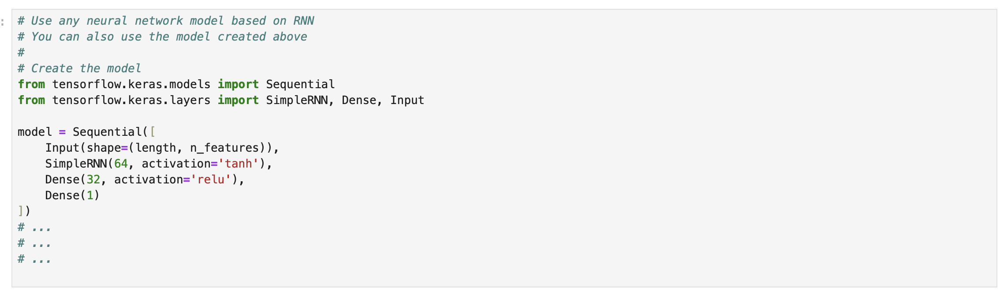 # Use any neural network model based on RNN
# You can also use the model created above
#
# Create the model
from tensorflow.keras.models import Sequential
from tensorflow.keras.layers import SimpleRNN, Dense, Input

model = Sequential([
    Input(shape=(length, n_features)),
    SimpleRNN(64, activation='tanh'),
    Dense(32, activation='relu'),
    Dense(1)
])
# ...
# ...
# ...